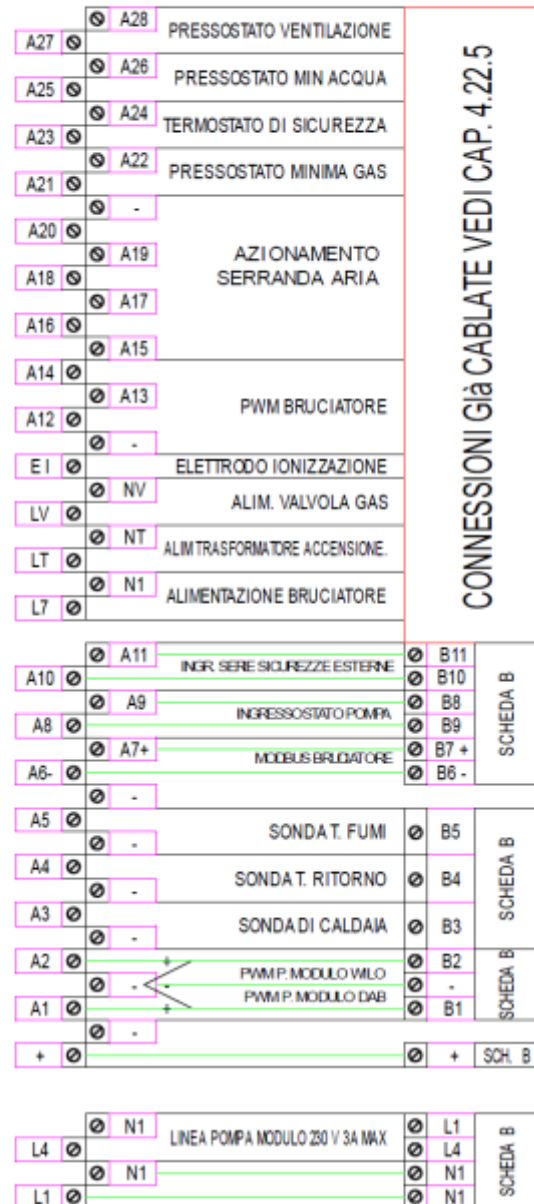 A28
PRESSOSTATO VENTILAZIONE
A27
A26
PRESSOSTATO MIN ACQUA
A25
A24
TERMOSTATO DI SICUREZZA
A23
A22
PRESSOSTATO MINIMA GAS
A21
-
A20
A19
AZIONAMENTO
SERRANDA ARIA
A18
A17
A16
A15
A14
A13
PWM BRUCIATORE
A12
-
EI
ELETTRODO IONIZZAZIONE
NV
ALIM. VALVOLA GAS
LV
NT
ALIM TRASFORMATORE ACCENSIONE.
LT
N1
ALIMENTAZIONE BRUCIATORE
L7
CONNESSIONI Già CABLATE VEDI CAP. 4.22.5
A11
INGR. SERIE SICUREZZE ESTERNE
B11
A10
B10
A9
INGRESSO STATO POMPA
B8
A8
B9
A7+
MODBUS BRUCIATORE
B7 +
A6-
B6 -
SCHEDA B
-
A5
SONDA T. FUMI
B5
-
A4
SONDA T. RITORNO
B4
-
A3
SONDA DI CALDAIA
B3
-
SCHEDA B
A2
+
B2
PWM P. MODULO WILO
- -
-
PWM P. MODULO DAB
A1
+
B1
SCHEDA B
-
+
+
SCH. B
N1
LINEA POMPA MODULO 230 V 3A MAX
L1
L4
L4
N1
N1
L1
N1
SCHEDA B